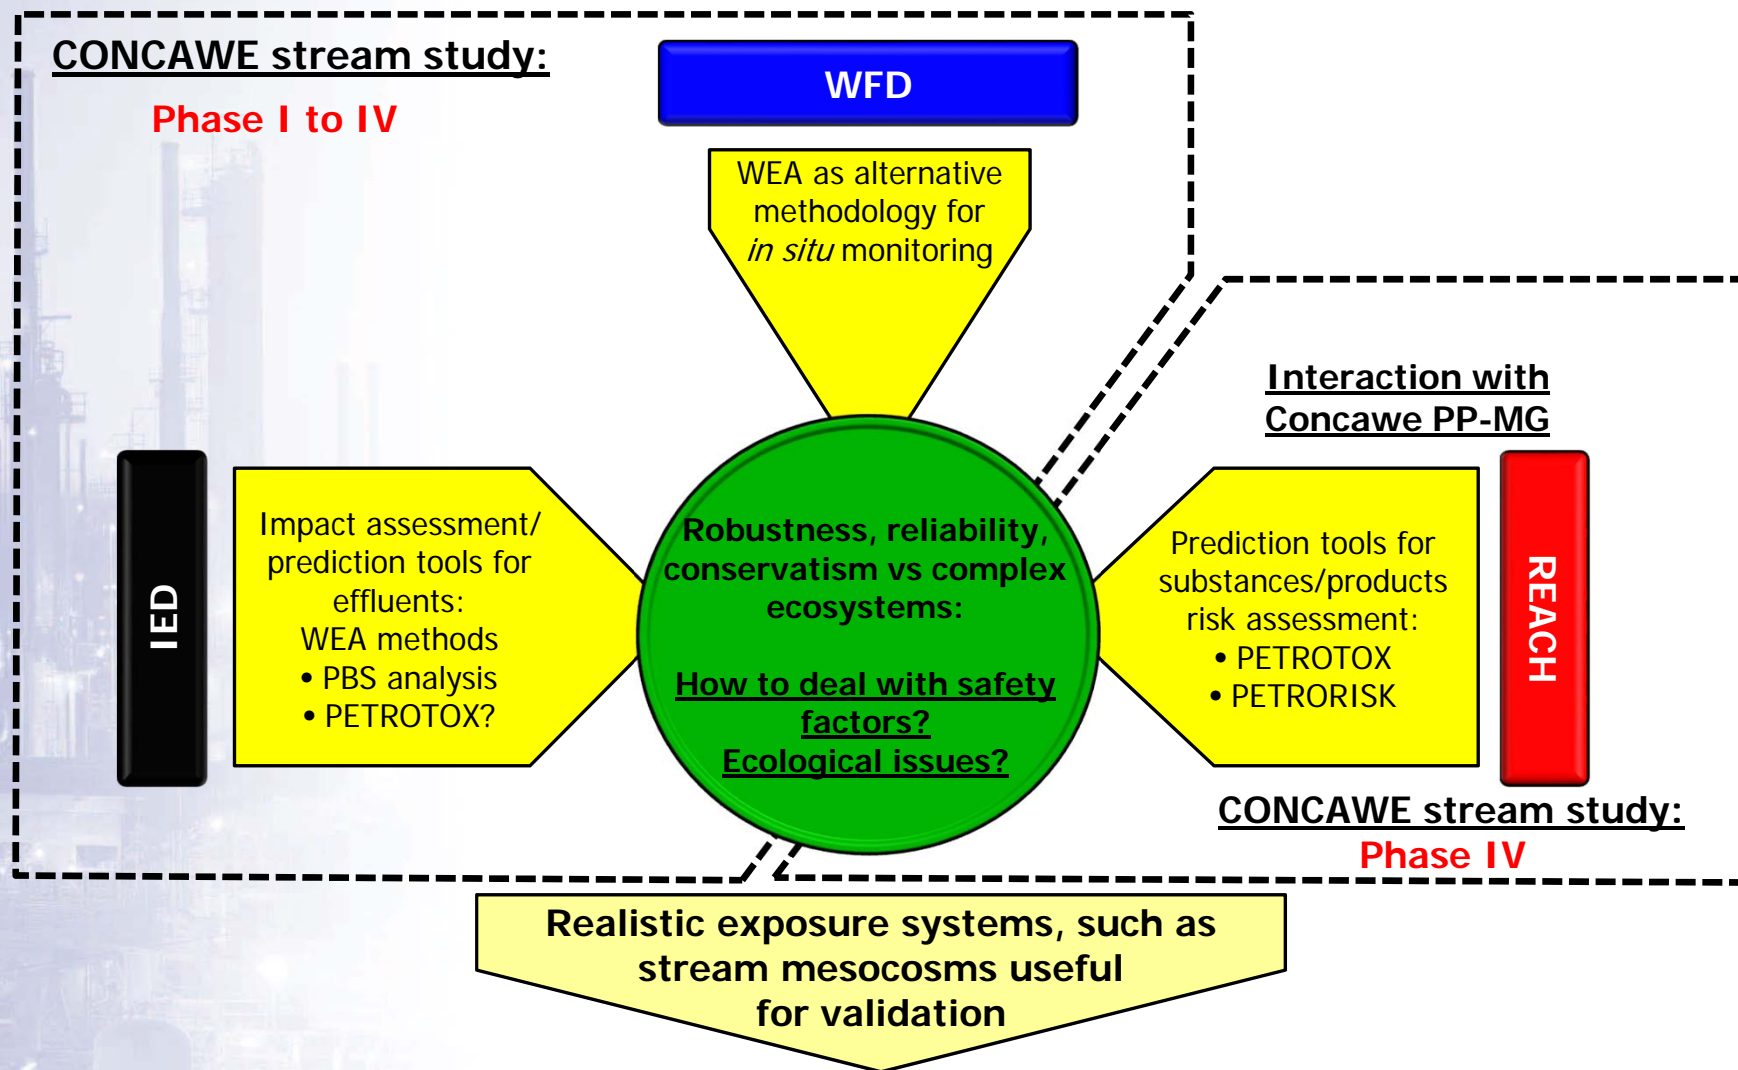 CONCAWE stream study:
Phase I to IV
WFD
WEA as alternative
methodology for
in situ monitoring
Interaction with
Concawe PP-MG
IED
Impact assessment/
prediction tools for
effluents:
WEA methods
• PBS analysis
• PETROTOX?
Robustness, reliability,
conservatism vs complex
ecosystems:
How to deal with safety
factors?
Ecological issues?
Prediction tools for
substances/products
risk assessment:
• PETROTOX
• PETRORISK
REACH
CONCAWE stream study:
Phase IV
Realistic exposure systems, such as
stream mesocosms useful
for validation